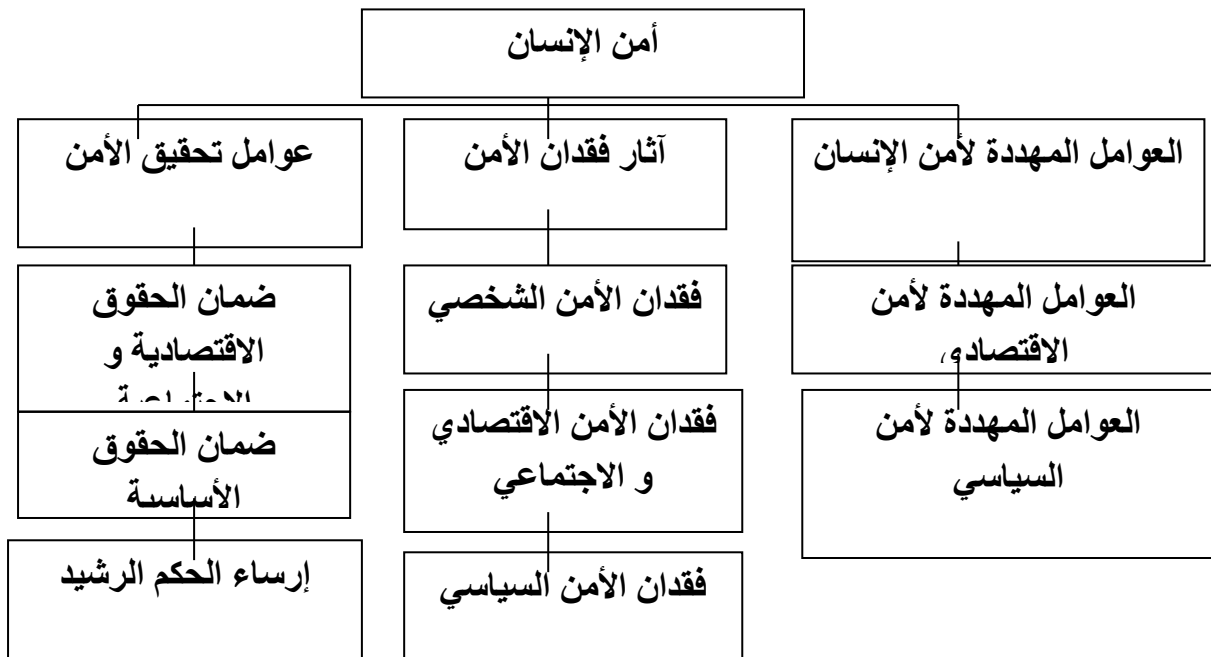 أمن الإنسان
العوامل المهددة لأمن الإنسان
آثار فقدان الأمن
عوامل تحقيق الأمن
العوامل المهددة لأمن
الاقتصادي
فقدان الأمن الشخصي
ضمان الحقوق
الاقتصادية و
الاجتماعية
العوامل المهددة لأمن
السياسي
فقدان الأمن الاقتصادي
و الاجتماعي
ضمان الحقوق
الأساسية
فقدان الأمن السياسي
إرساء الحكم الرشيد